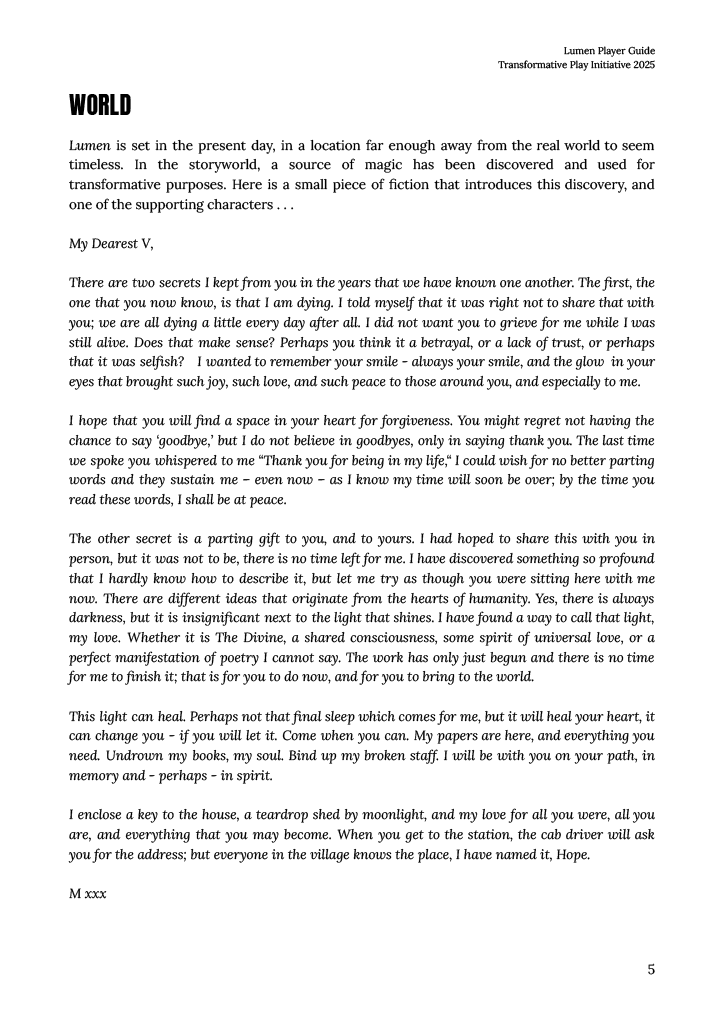 Lumen Player Guide
Transformative Play Initiative 2025
WORLD
Lumen is set in the present day, in a location far enough away from the real world to seem
timeless. In the storyworld, a source of magic has been discovered and used for
transformative purposes. Here is a small piece of fiction that introduces this discovery, and
one of the supporting characters . . .
My Dearest V,
There are two secrets I kept from you in the years that we have known one another. The first, the
one that you now know, is that I am dying. I told myself that it was right not to share that with
you; we are all dying a little every day after all. I did not want you to grieve for me while I was
still alive. Does that make sense? Perhaps you think it a betrayal, or a lack of trust, or perhaps
that it was selfish?   I wanted to remember your smile - always your smile, and the glow  in your
eyes that brought such joy, such love, and such peace to those around you, and especially to me.
I hope that you will find a space in your heart for forgiveness. You might regret not having the
chance to say ‘goodbye,’ but I do not believe in goodbyes, only in saying thank you. The last time
we spoke you whispered to me “Thank you for being in my life,“ I could wish for no better parting
words and they sustain me – even now – as I know my time will soon be over; by the time you
read these words, I shall be at peace.
The other secret is a parting gift to you, and to yours. I had hoped to share this with you in
person, but it was not to be, there is no time left for me. I have discovered something so profound
that I hardly know how to describe it, but let me try as though you were sitting here with me
now. There are different ideas that originate from the hearts of humanity. Yes, there is always
darkness, but it is insignificant next to the light that shines. I have found a way to call that light,
my love. Whether it is The Divine, a shared consciousness, some spirit of universal love, or a
perfect manifestation of poetry I cannot say. The work has only just begun and there is no time
for me to finish it; that is for you to do now, and for you to bring to the world.
This light can heal. Perhaps not that final sleep which comes for me, but it will heal your heart, it
can change you - if you will let it. Come when you can. My papers are here, and everything you
need. Undrown my books, my soul. Bind up my broken staff. I will be with you on your path, in
memory and - perhaps - in spirit.
I enclose a key to the house, a teardrop shed by moonlight, and my love for all you were, all you
are, and everything that you may become. When you get to the station, the cab driver will ask
you for the address; but everyone in the village knows the place, I have named it, Hope.
M xxx
5